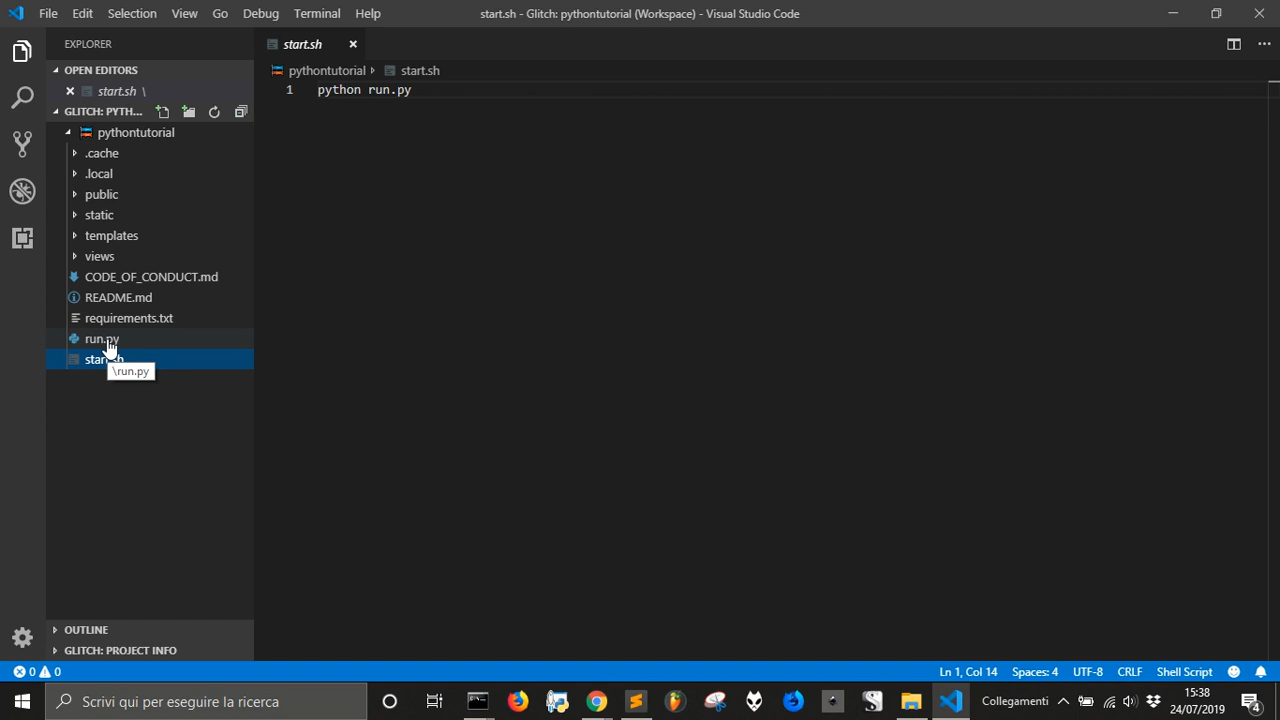 File Edit Selection View Go Debug Terminal Help
start.sh - Glitch: pythontutorial (Workspace) - Visual Studio Code
EXPLORER
start.sh
OPEN EDITORS
start.sh \
GLITCH: PYTH...
pythontutorial
.cache
.local
public
static
templates
views
CODE_OF_CONDUCT.md
README.md
requirements.txt
run.py
start.sh
\run.py
OUTLINE
GLITCH: PROJECT INFO
pythontutorial start.sh
1 python run.py
0 0
Ln 1, Col 14 Spaces: 4 UTF-8 CRLF Shell Script
Scrivi qui per eseguire la ricerca
Collegamenti
15:38
24/07/2019
4